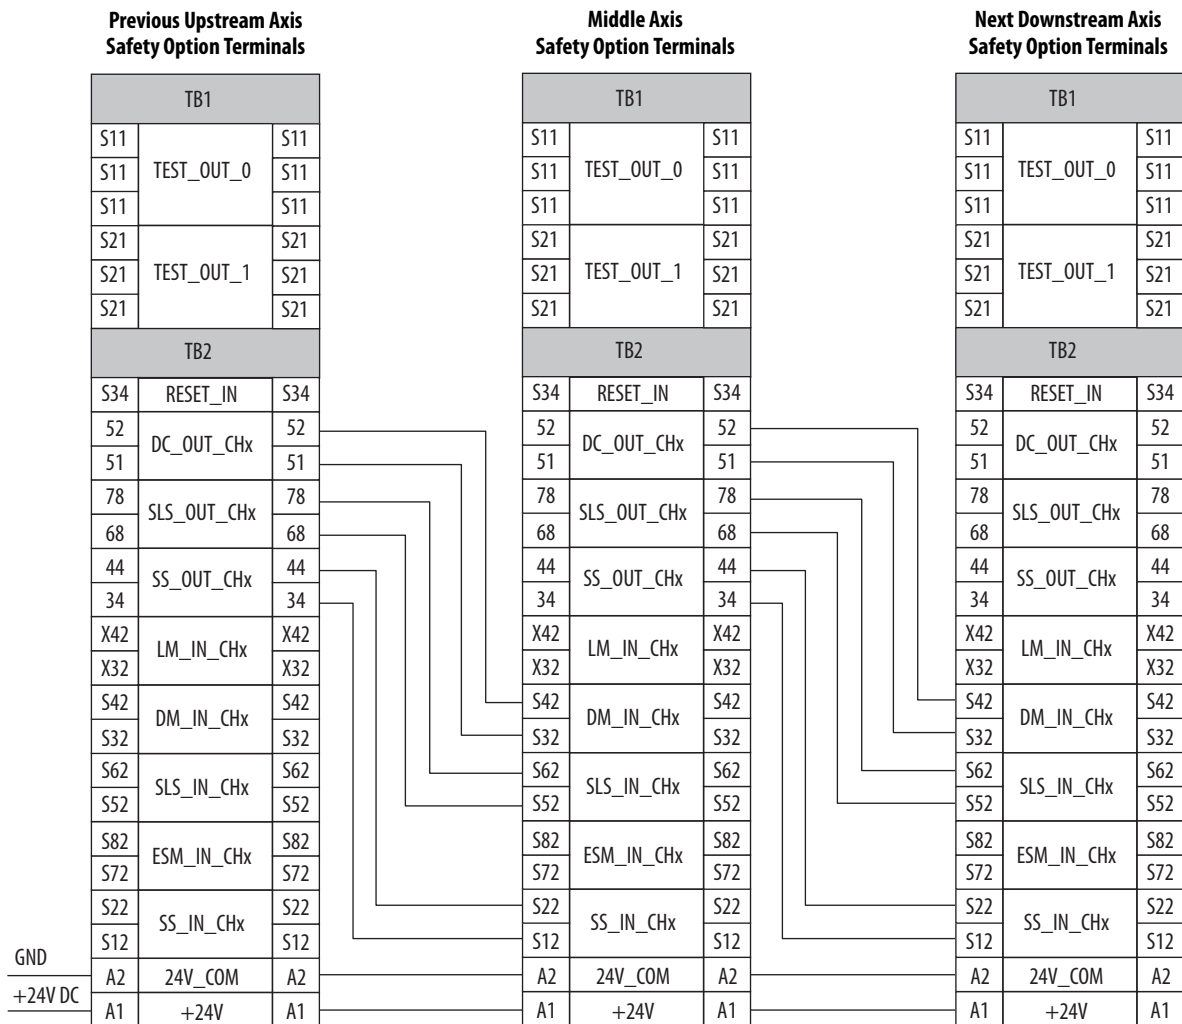 Previous Upstream Axis
Safety Option Terminals
Middle Axis
Safety Option Terminals
Next Downstream Axis
Safety Option Terminals
TB1
S11 S11
S11 TEST_OUT_0 S11
S11 S11
S21 S21
S21 TEST_OUT_1 S21
S21 S21
TB2
S34 RESET_IN S34
52 DC_OUT_CHx 52
51 51
78 SLS_OUT_CHx 78
68 68
44 SS_OUT_CHx 44
34 34
X42 LM_IN_CHx X42
X32 X32
S42 DM_IN_CHx S42
S32 S32
S62 SLS_IN_CHx S62
S52 S52
S82 ESM_IN_CHx S82
S72 S72
S22 SS_IN_CHx S22
S12 S12
GND
A2 24V_COM A2
+24V DC
A1 +24V A1
TB1
S11 S11
S11 TEST_OUT_0 S11
S11 S11
S21 S21
S21 TEST_OUT_1 S21
S21 S21
TB2
S34 RESET_IN S34
52 DC_OUT_CHx 52
51 51
78 SLS_OUT_CHx 78
68 68
44 SS_OUT_CHx 44
34 34
X42 LM_IN_CHx X42
X32 X32
S42 DM_IN_CHx S42
S32 S32
S62 SLS_IN_CHx S62
S52 S52
S82 ESM_IN_CHx S82
S72 S72
S22 SS_IN_CHx S22
S12 S12
A2 24V_COM A2
A1 +24V A1
TB1
S11 S11
S11 TEST_OUT_0 S11
S11 S11
S21 S21
S21 TEST_OUT_1 S21
S21 S21
TB2
S34 RESET_IN S34
52 DC_OUT_CHx 52
51 51
78 SLS_OUT_CHx 78
68 68
44 SS_OUT_CHx 44
34 34
X42 LM_IN_CHx X42
X32 X32
S42 DM_IN_CHx S42
S32 S32
S62 SLS_IN_CHx S62
S52 S52
S82 ESM_IN_CHx S82
S72 S72
S22 SS_IN_CHx S22
S12 S12
A2 24V_COM A2
A1 +24V A1